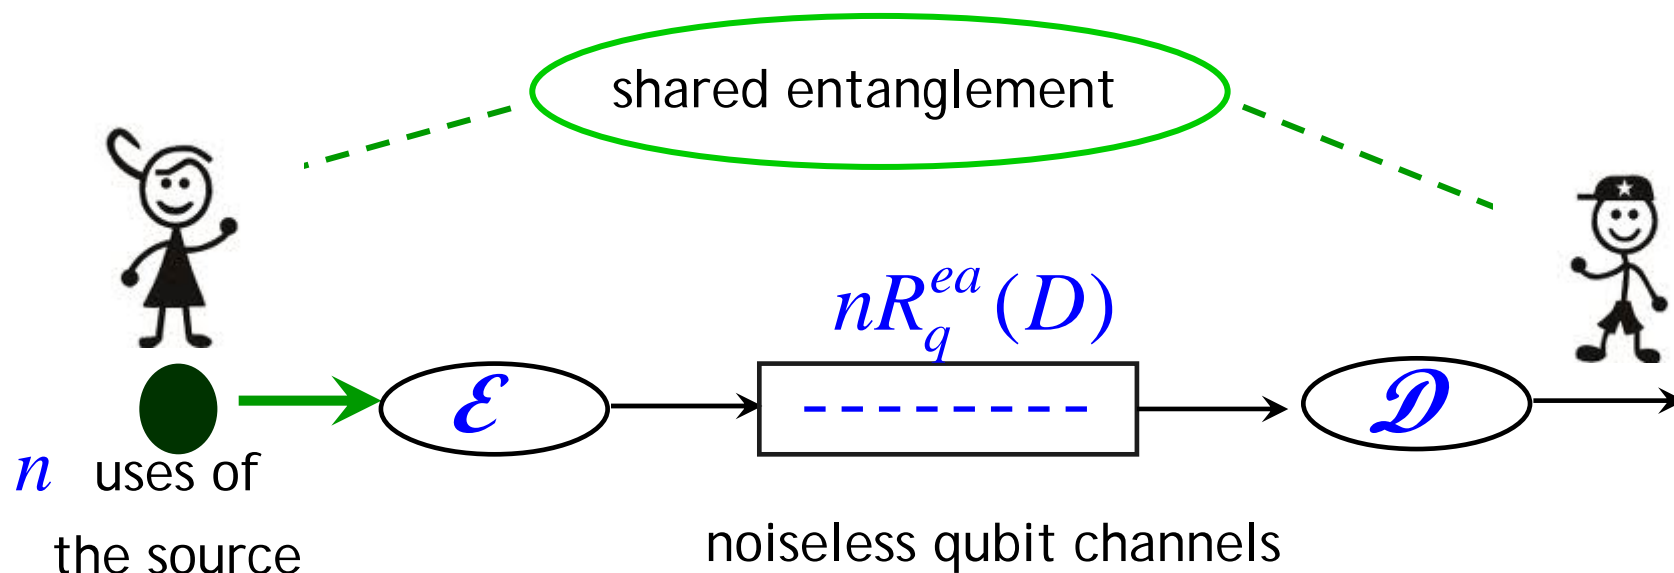 shared entanglement
nR_q^{ea}(D)
ℰ
𝒟
n uses of
the source
noiseless qubit channels